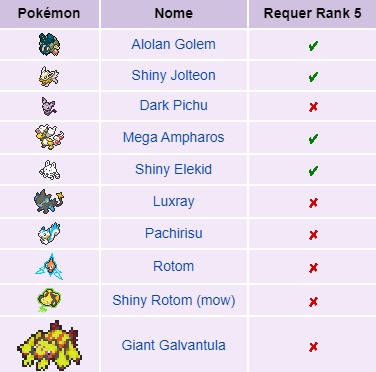 Pokémon Nome Requer Rank 5
Alolan Golem ✔
Shiny Jolteon ✔
Dark Pichu ✘
Mega Ampharos ✔
Shiny Elekid ✔
Luxray ✘
Pachirisu ✘
Rotom ✘
Shiny Rotom (mow) ✘
Giant Galvantula ✘